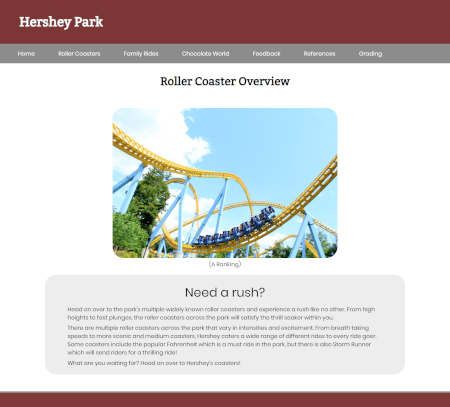 Hershey Park
Home Roller Coasters Family Rides Chocolate World Feedback References Grading
Roller Coaster Overview
(A Ranking)
Need a rush?
Head on over to the park's multiple widely known roller coasters and experience a rush like no other. From high
heights to fast plunges, the roller coasters across the park will satisfy the thrill seaker within you.
There are multiple roller coasters across the park that vary in intensities and excitement. From breath taking
speeds to more scenic and medium coasters, Hershey caters a wide range of different rides to every ride goer.
Some coasters include the popular Fahrenheit which is a must ride in the park, but there is also Storm Runner
which will send riders for a thrilling ride!
What are you waiting for? Head on over to Hershey's coasters!